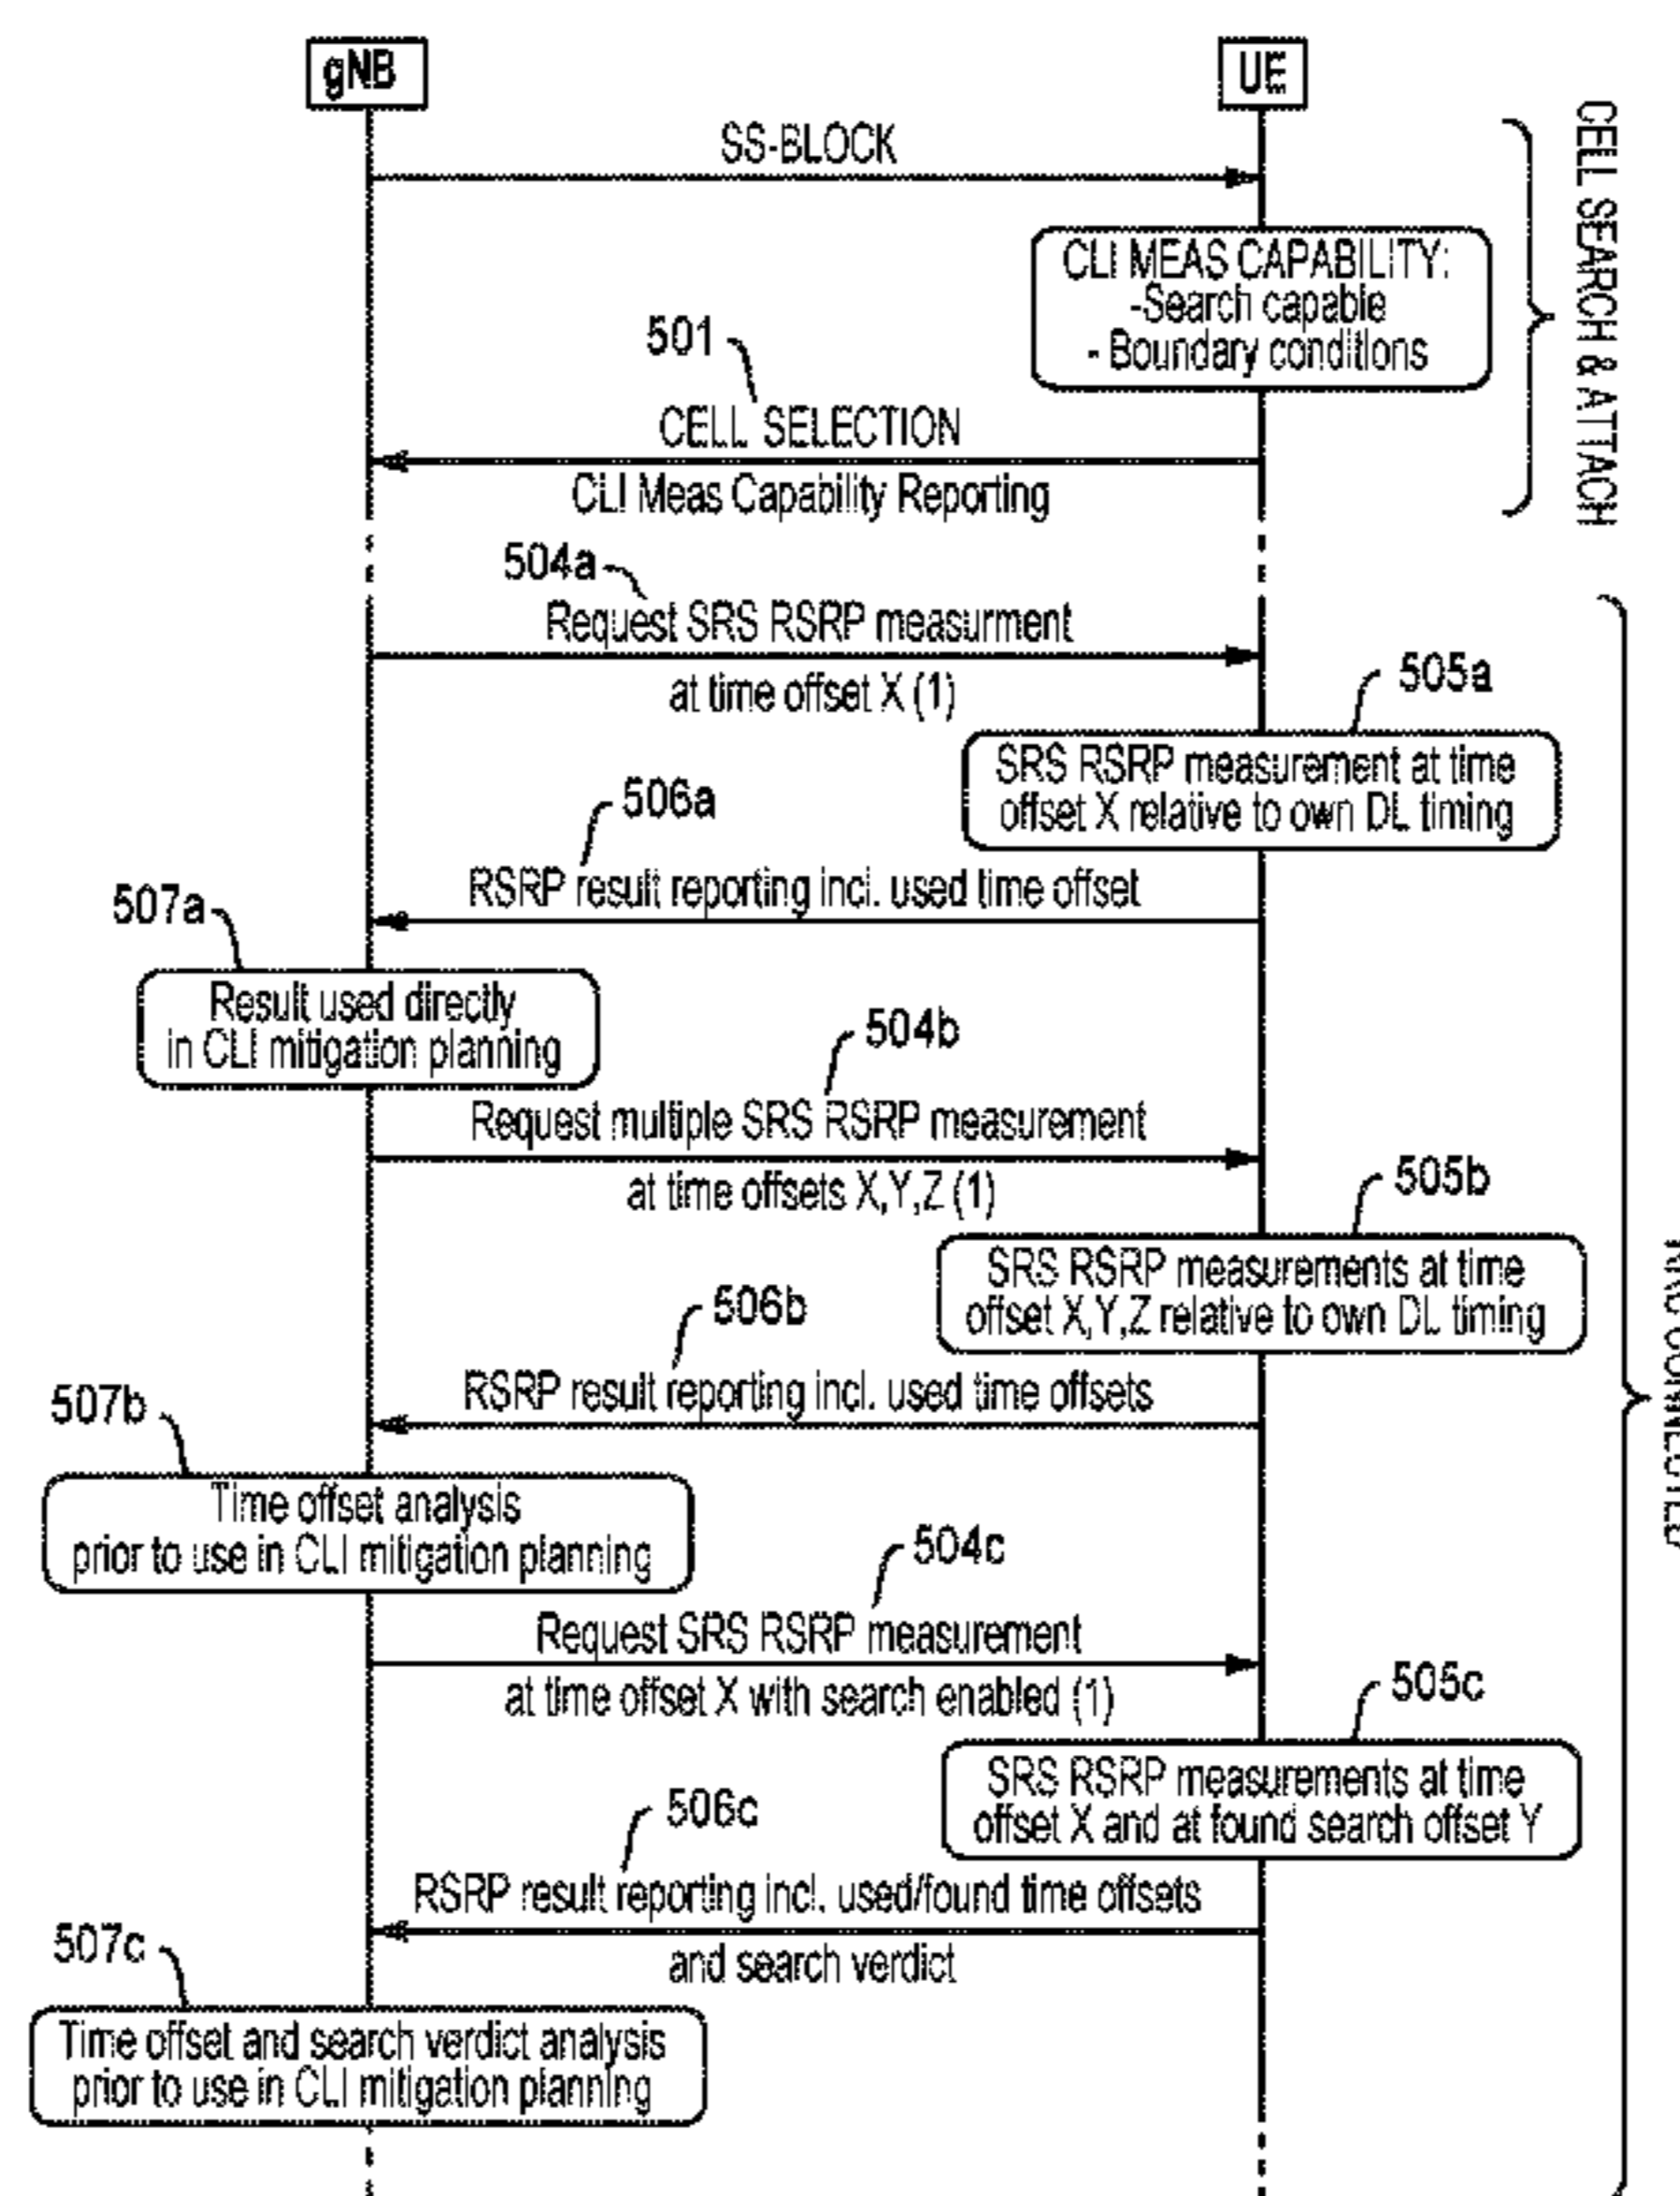 gNB
UE
SS-BLOCK
CELL SEARCH & ATTACH
CLI MEAS CAPABILITY:
-Search capable
- Boundary conditions
501
CELL SELECTION
CLI Meas Capability Reporting
504a
Request SRS RSRP measurment
at time offset X (1)
505a
SRS RSRP measurement at time
offset X relative to own DL timing
506a
RSRP result reporting incl. used time offset
507a
Result used directly
in CLI mitigation planning
504b
Request multiple SRS RSRP measurement
at time offsets X,Y,Z (1)
505b
SRS RSRP measurements at time
offset X,Y,Z relative to own DL timing
506b
RSRP result reporting incl. used time offsets
507b
Time offset analysis
prior to use in CLI mitigation planning
504c
Request SRS RSRP measurement
at time offset X with search enabled (1)
505c
SRS RSRP measurements at time
offset X and at found search offset Y
506c
RSRP result reporting incl. used/found time offsets
and search verdict
507c
Time offset and search verdict analysis
prior to use in CLI mitigation planning